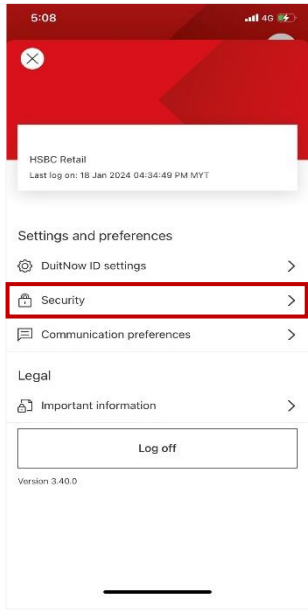 5:08
4G
HSBC Retail
Last log on: 18 Jan 2024 04:34:49 PM MYT
Settings and preferences
DuitNow ID settings
Security
Communication preferences
Legal
Important information
Log off
Version 3.40.0